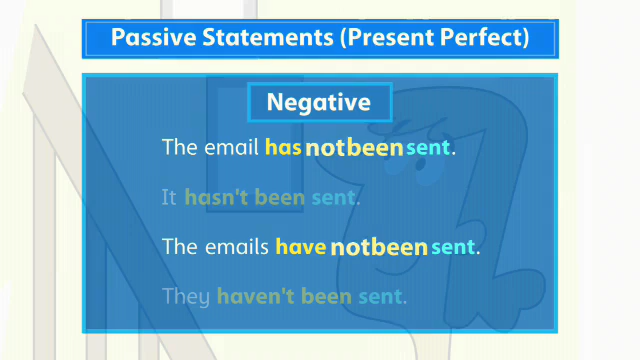 Passive Statements (Present Perfect)
Negative
The email has notbeen sent.
It hasn't been sent.
The emails have notbeen sent.
They haven't been sent.